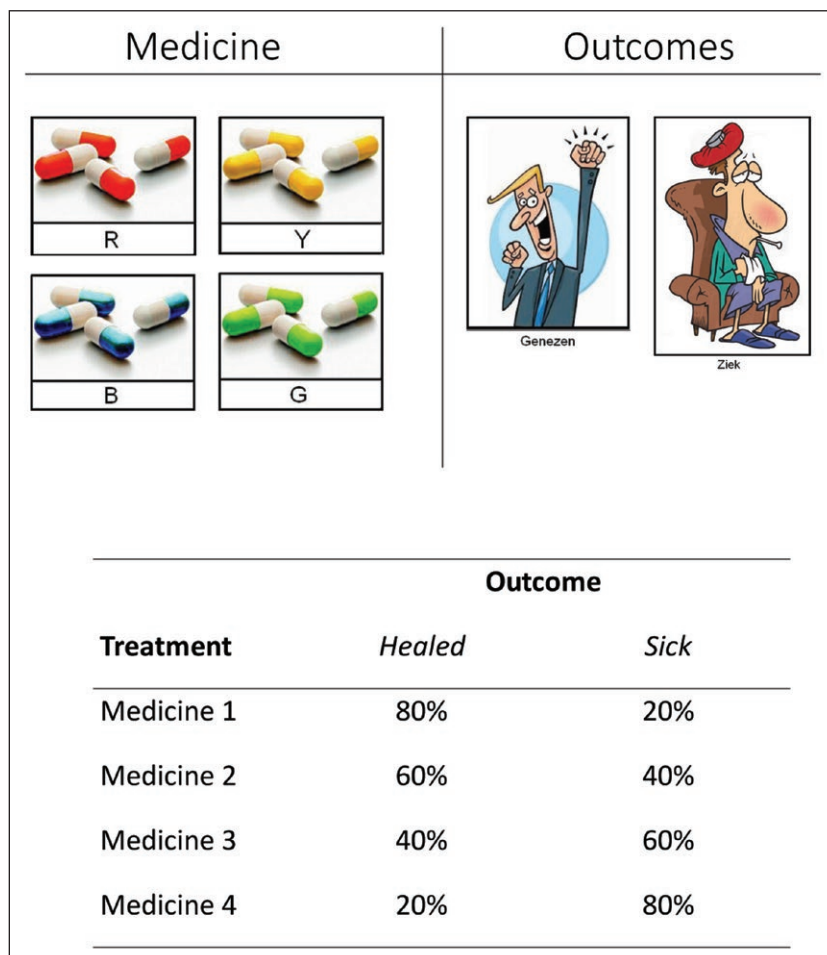 Medicine
Outcomes
R
Y
B
G
Genezen
Ziek
Outcome
Treatment Healed Sick
Medicine 1 80% 20%
Medicine 2 60% 40%
Medicine 3 40% 60%
Medicine 4 20% 80%